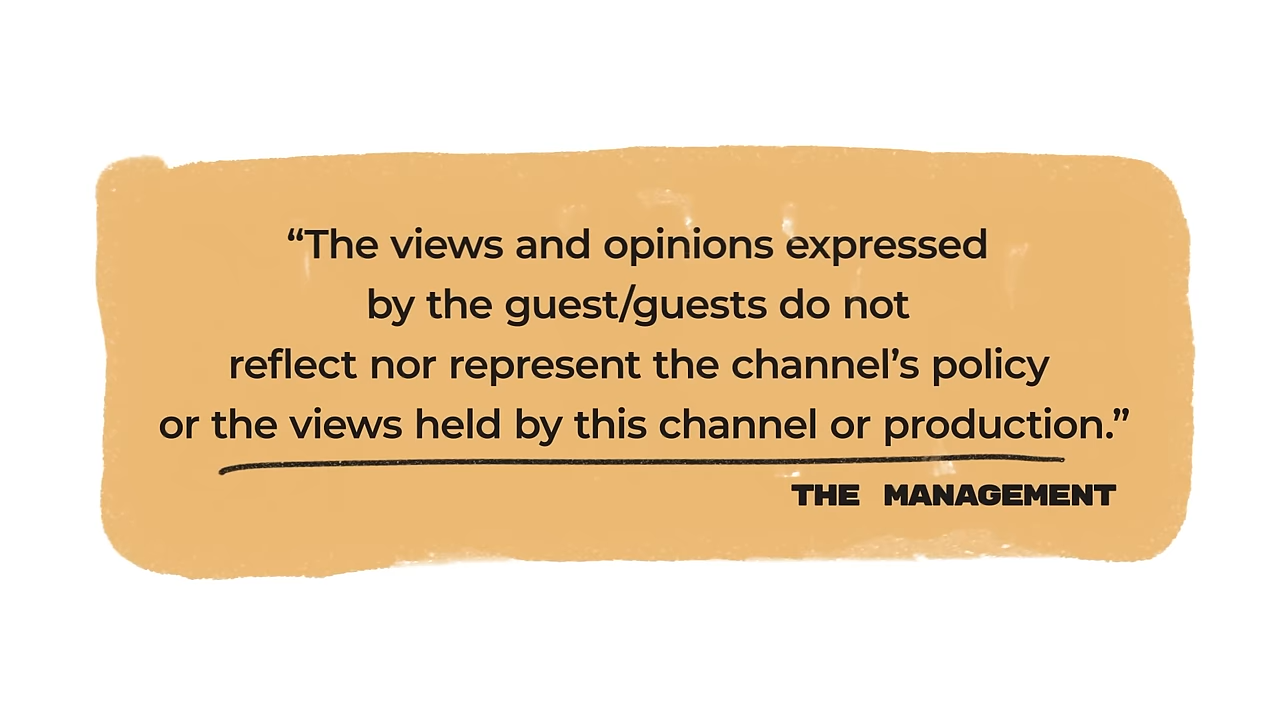 “The views and opinions expressed
by the guest/guests do not
reflect nor represent the channel’s policy
or the views held by this channel or production.”
THE MANAGEMENT